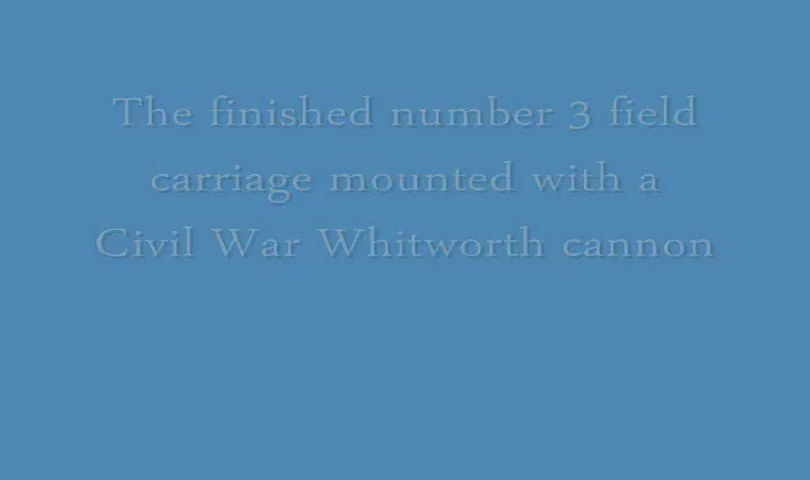 The finished number 3 field
carriage mounted with a
Civil War Whitworth cannon